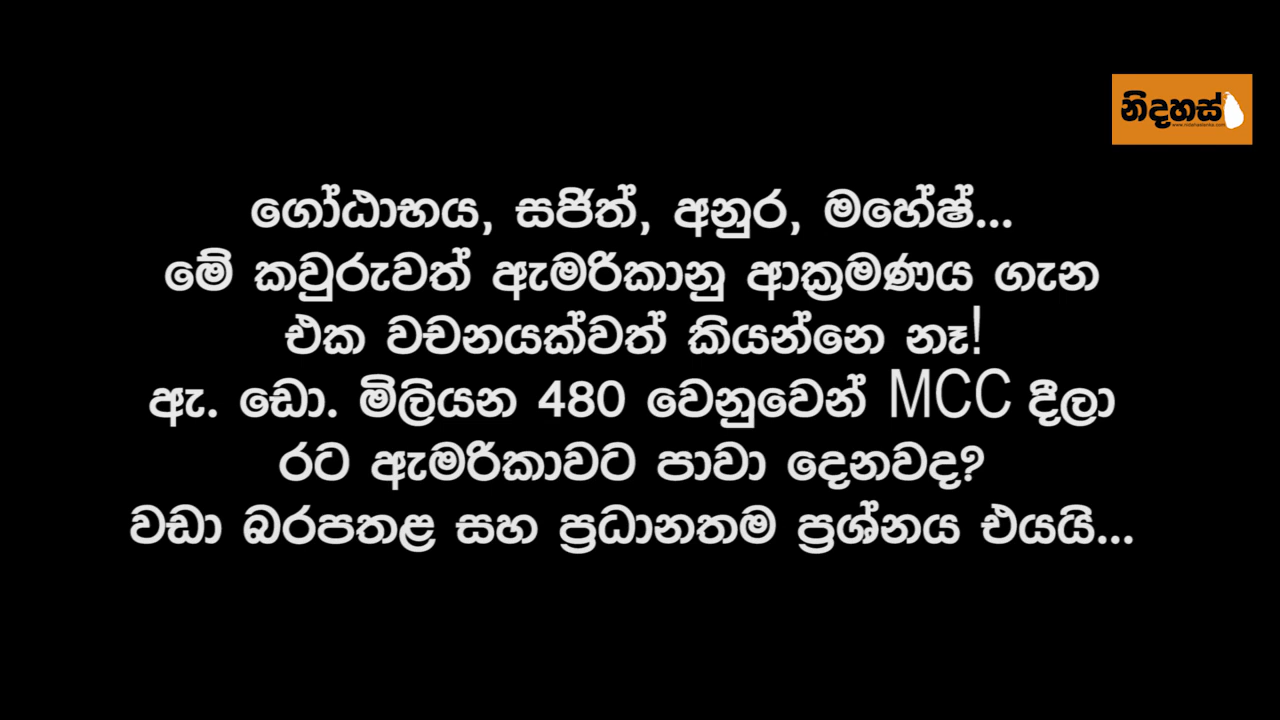 නිදහස්
ගෝඨාභය, සජිත්, අනුර, මහේෂ්...
මේ කවුරුවත් ඇමරිකානු ආක්‍රමණය ගැන
එක වචනයක්වත් කියන්නෙ නෑ!
ඇ. ඩො. මිලියන 480 වෙනුවෙන් MCC දීලා
රට ඇමරිකාවට පාවා දෙනවද?
වඩා බරපතළ සහ ප්‍රධානතම ප්‍රශ්නය එයයි...